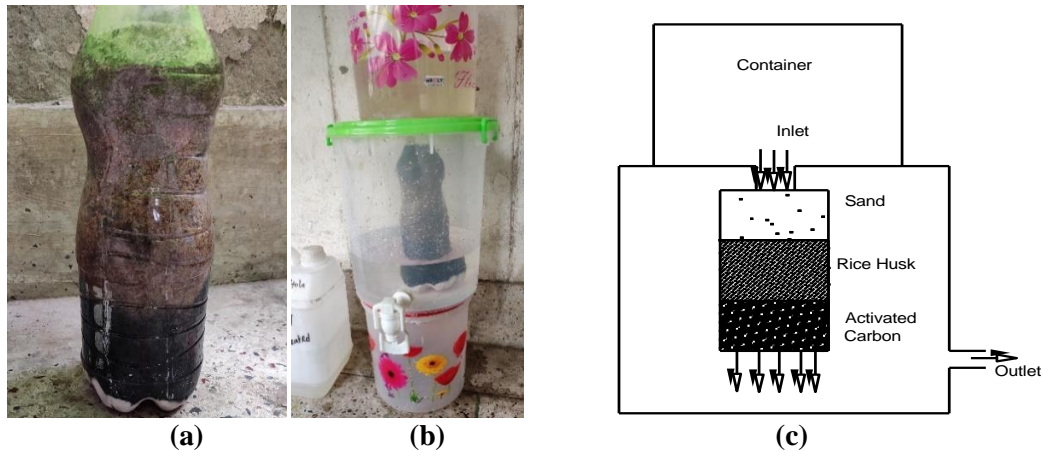 Container
Inlet
Sand
Rice Husk
Activated
Carbon
Outlet
(a)
(b)
(c)